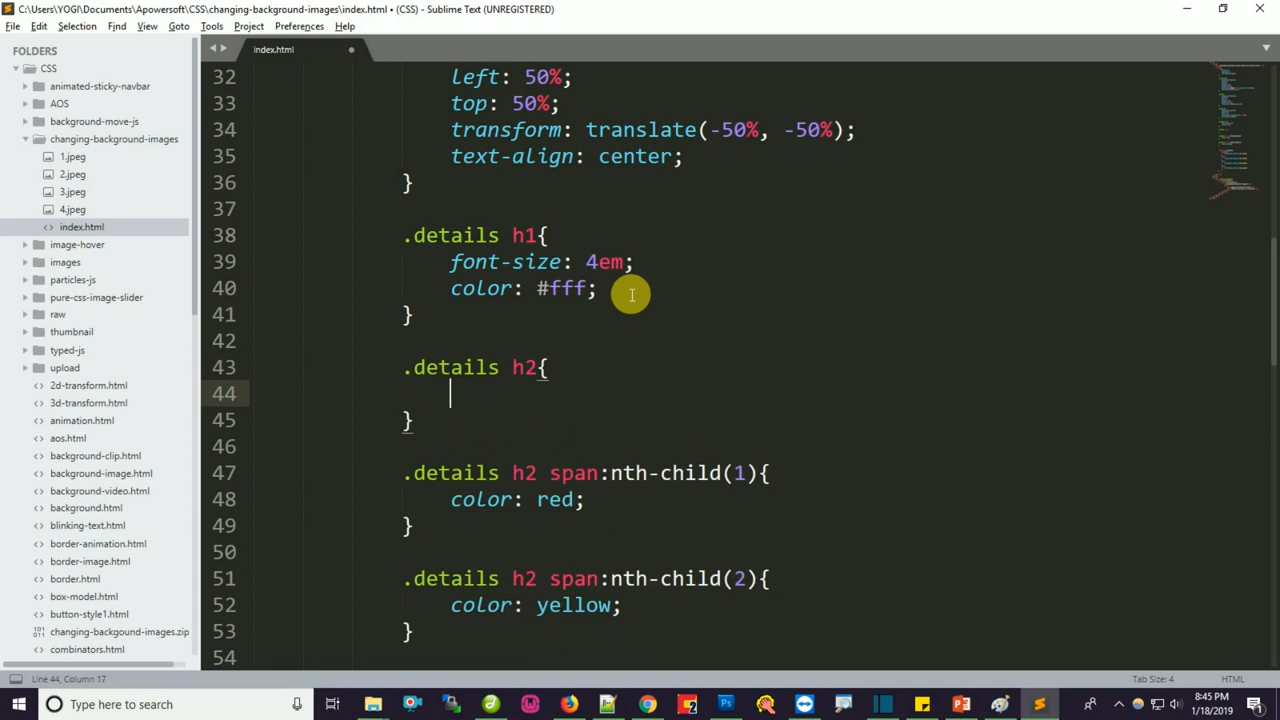 C:\Users\YOGI\Documents\Apowersoft\CSS\changing-background-images\index.html • (CSS) - Sublime Text (UNREGISTERED)
File Edit Selection Find View Goto Tools Project Preferences Help
FOLDERS
CSS
animated-sticky-navbar
AOS
background-move-js
changing-background-images
1.jpeg
2.jpeg
3.jpeg
4.jpeg
index.html
image-hover
images
particles-js
pure-css-image-slider
raw
thumbnail
typed-js
upload
2d-transform.html
3d-transform.html
animation.html
aos.html
background-clip.html
background-image.html
background-video.html
background.html
blinking-text.html
border-animation.html
border-image.html
border.html
box-model.html
button-style1.html
changing-backgound-images.zip
combinators.html
index.html
32 left: 50%;
33 top: 50%;
34 transform: translate(-50%, -50%);
35 text-align: center;
36 }
37
38 .details h1{
39 font-size: 4em;
40 color: #fff;
41 }
42
43 .details h2{
44
45 }
46
47 .details h2 span:nth-child(1){
48 color: red;
49 }
50
51 .details h2 span:nth-child(2){
52 color: yellow;
53 }
54
Line 44, Column 17 Tab Size: 4 HTML
Type here to search
8:45 PM
1/18/2019